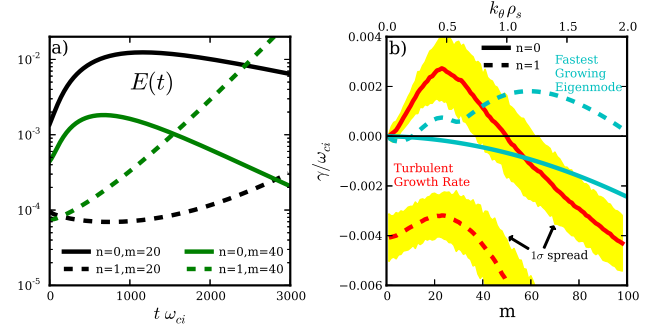 a)
E(t)
10⁻²
10⁻³
10⁻⁴
10⁻⁵
n=0,m=20
n=1,m=20
n=0,m=40
n=1,m=40
0 1000 2000 3000
t ω_ci
k_θ ρ_s
0.0 0.5 1.0 1.5 2.0
b)
n=0
n=1
Fastest
Growing
Eigenmode
γ/ω_ci
0.004
0.002
0.000
−0.002
−0.004
−0.006
Turbulent
Growth Rate
1σ spread
0 20 40 60 80 100
m